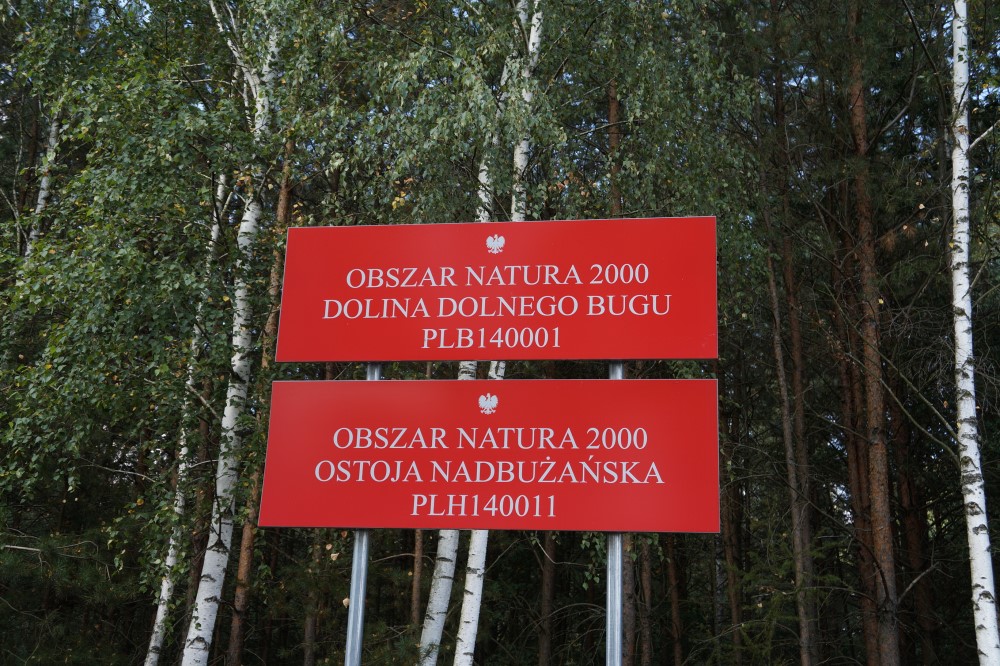 OBSZAR NATURA 2000
DOLINA DOLNEGO BUGU
PLB140001
OBSZAR NATURA 2000
OSTOJA NADBUŻAŃSKA
PLH140011